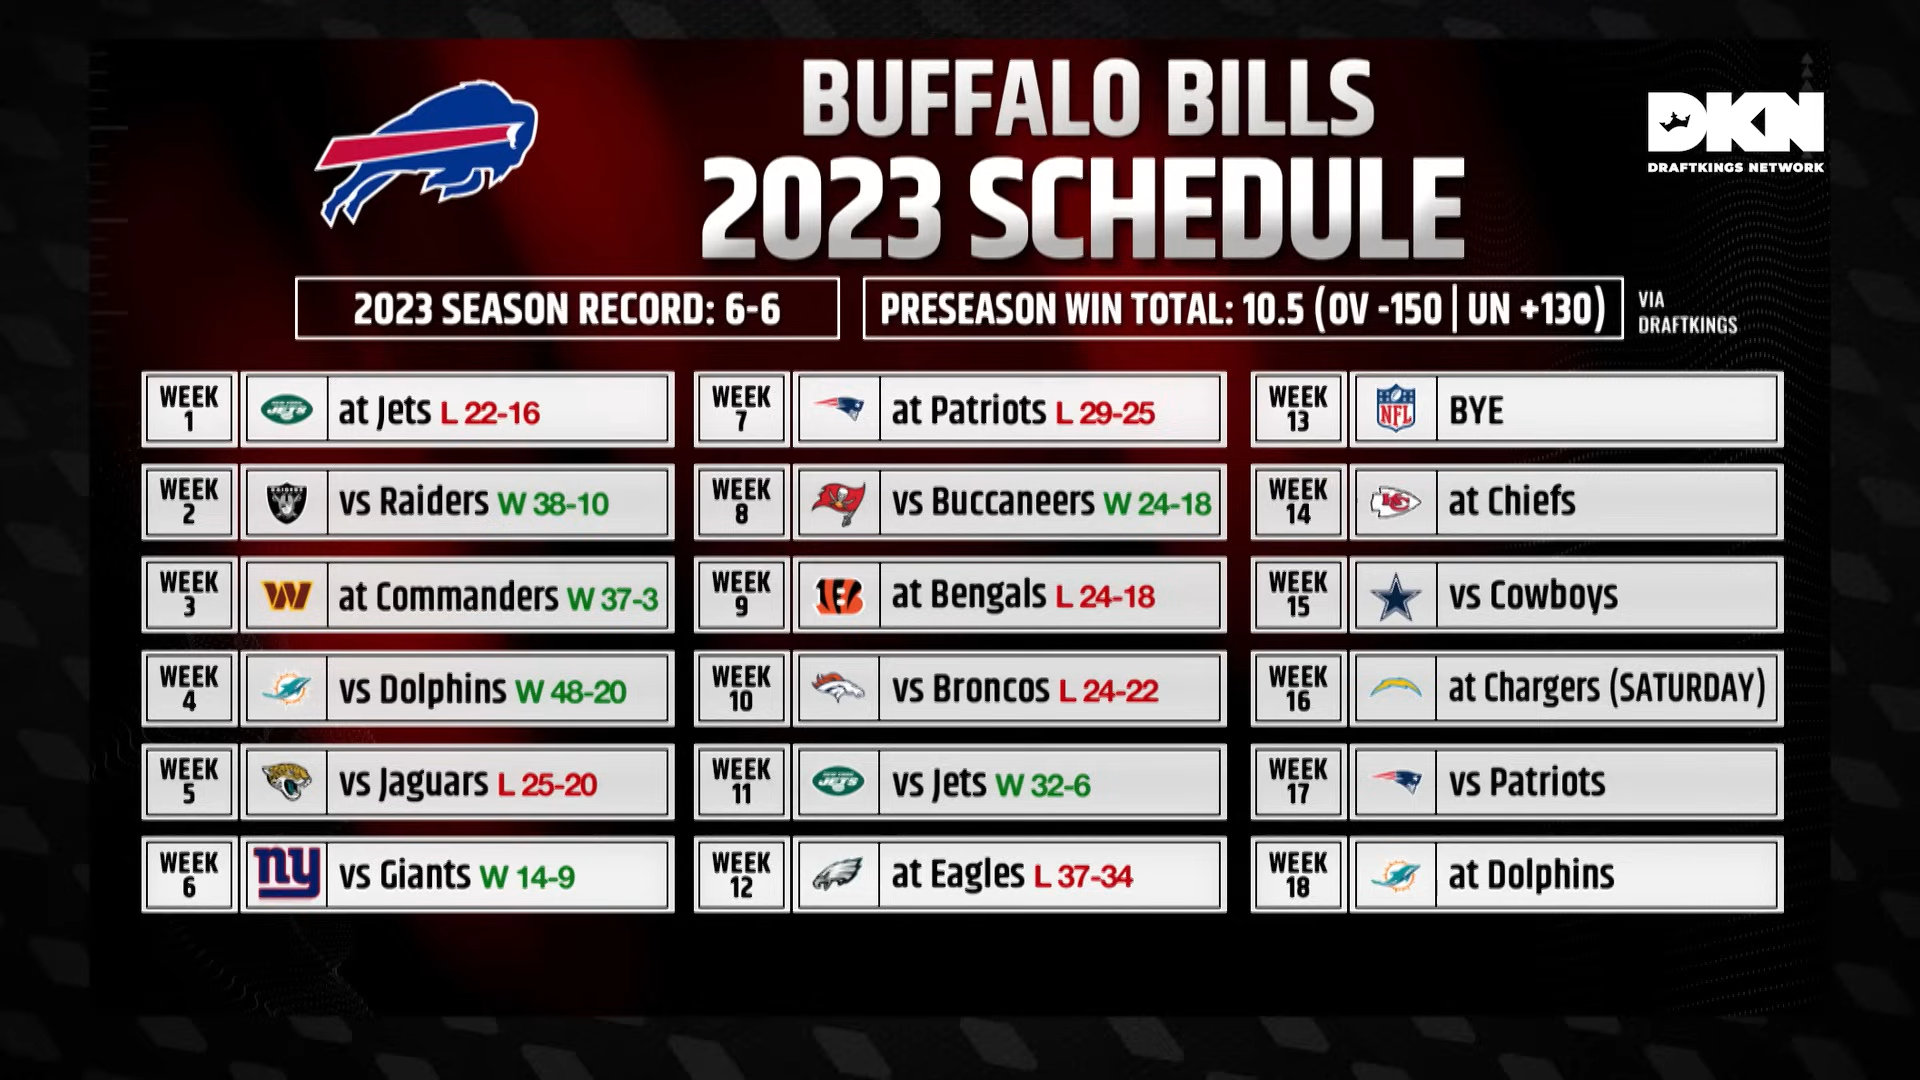 BUFFALO BILLS
2023 SCHEDULE
DKN
DRAFTKINGS NETWORK
2023 SEASON RECORD: 6-6
PRESEASON WIN TOTAL: 10.5 (OV -150 | UN +130)
VIA
DRAFTKINGS
WEEK
1
JETS
at Jets L 22-16
WEEK
2
RAIDERS
vs Raiders W 38-10
WEEK
3
W
at Commanders W 37-3
WEEK
4
vs Dolphins W 48-20
WEEK
5
vs Jaguars L 25-20
WEEK
6
ny
vs Giants W 14-9
WEEK
7
at Patriots L 29-25
WEEK
8
vs Buccaneers W 24-18
WEEK
9
at Bengals L 24-18
WEEK
10
vs Broncos L 24-22
WEEK
11
JETS
vs Jets W 32-6
WEEK
12
at Eagles L 37-34
WEEK
13
NFL
BYE
WEEK
14
KC
at Chiefs
WEEK
15
vs Cowboys
WEEK
16
at Chargers (SATURDAY)
WEEK
17
vs Patriots
WEEK
18
at Dolphins